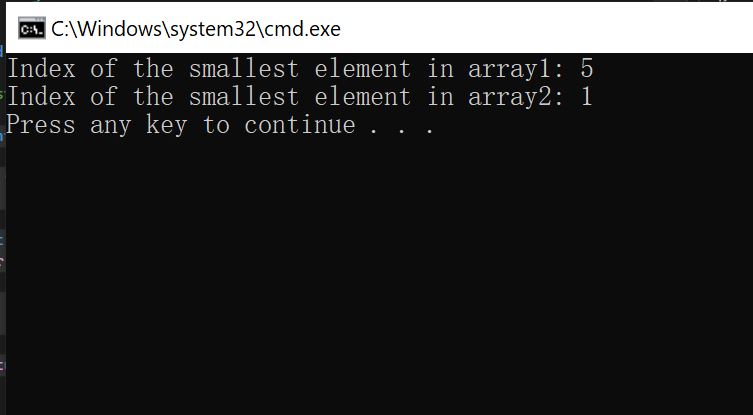 C:\Windows\system32\cmd.exe
Index of the smallest element in array1: 5
Index of the smallest element in array2: 1
Press any key to continue . . .